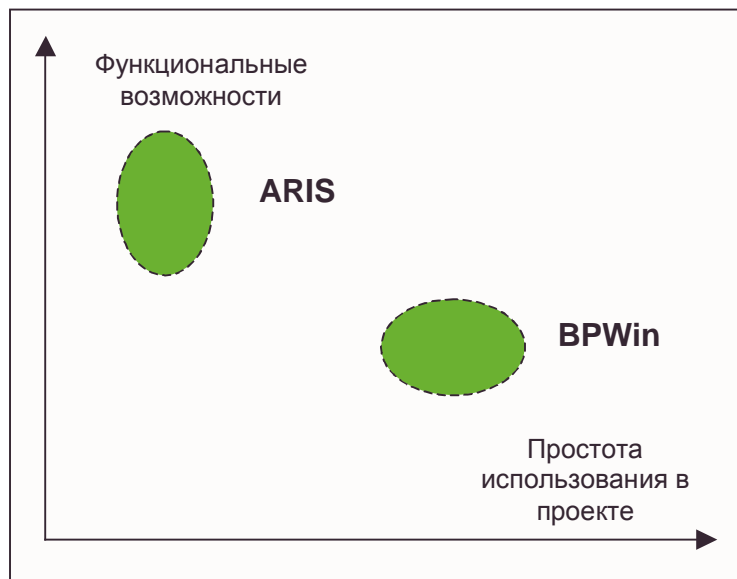 Функциональные
возможности
ARIS
BPWin
Простота
использования в
проекте